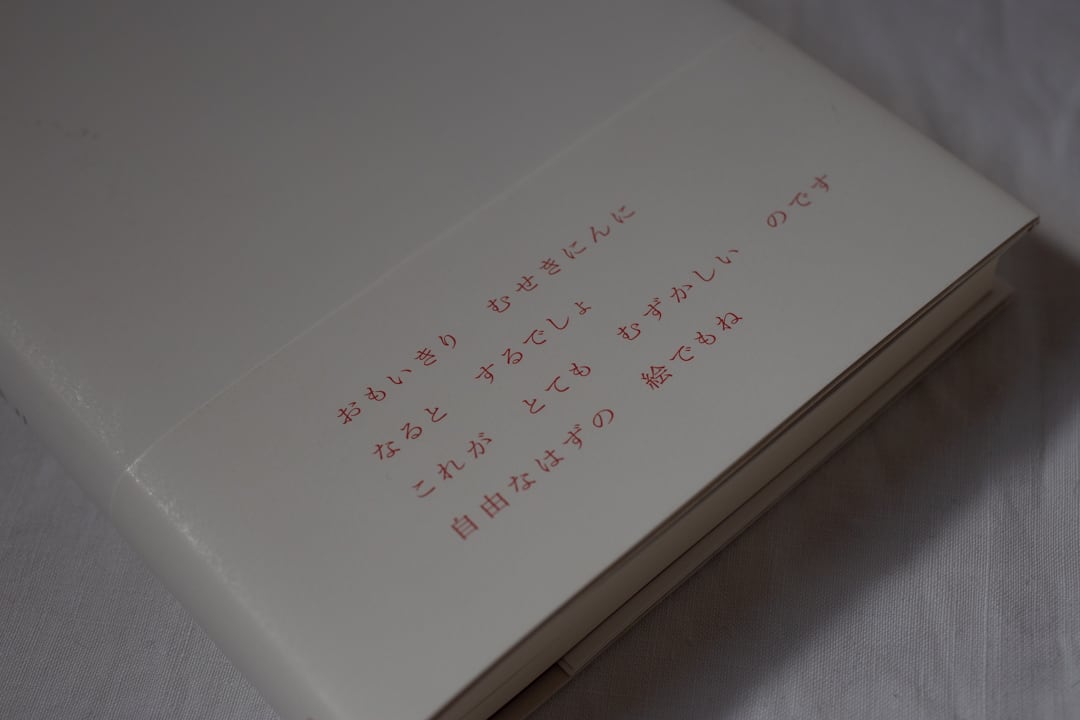 おもいきり　むせきにんに
なると　するでしょ
これが　とても　むずかしい　のです
自由なはずの　絵でもね